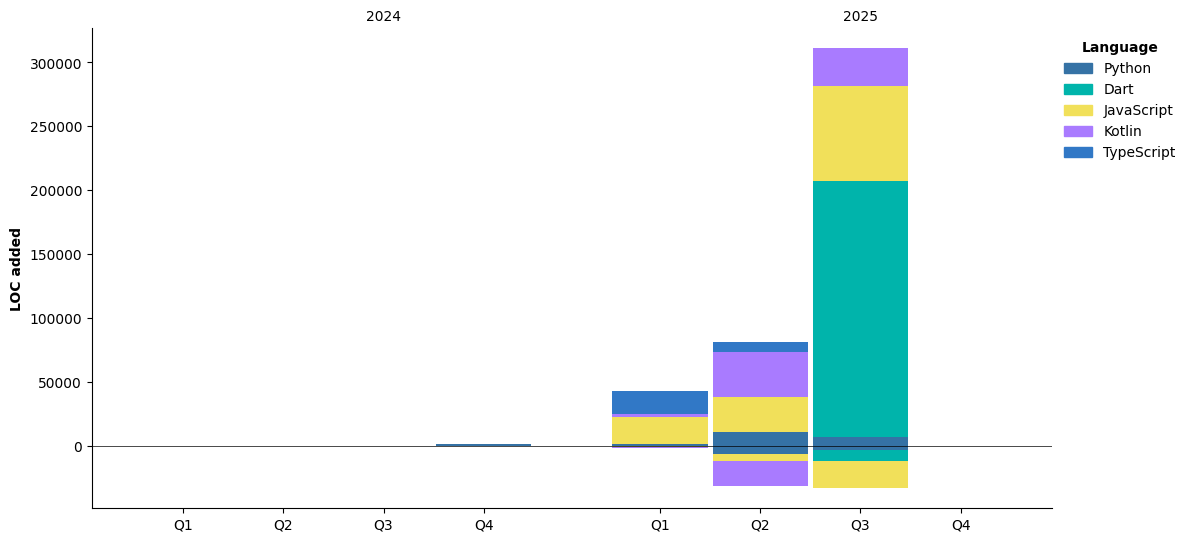 2024 2025
Language
Python
Dart
JavaScript
Kotlin
TypeScript
LOC added
300000
250000
200000
150000
100000
50000
0
Q1 Q2 Q3 Q4 Q1 Q2 Q3 Q4